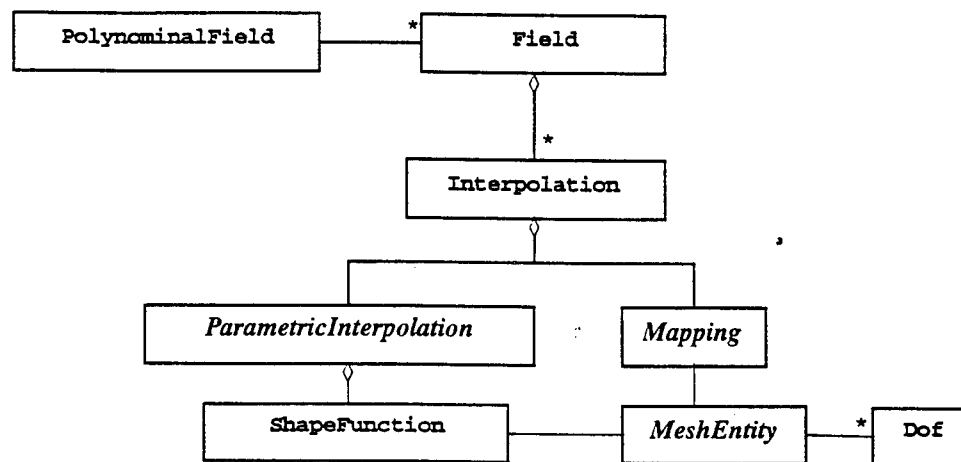 PolynominalField
*
Field
*
Interpolation
ParametricInterpolation
Mapping
ShapeFunction
MeshEntity
*
Dof